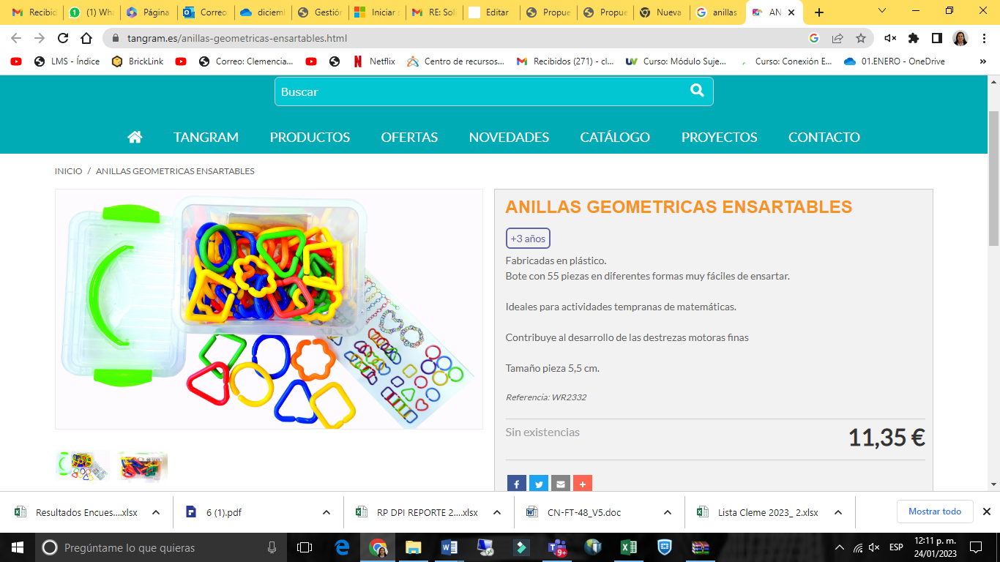 Recibid
(1) Wha
Página
Correo
diciem
Gestión
Iniciar s
RE: Soli
Editar
Propue
Propue
Nueva
anillas
AN
tangram.es/anillas-geometricas-ensartables.html
LMS - Índice
BrickLink
Correo: Clemencia...
Netflix
Centro de recursos...
Recibidos (271) - cl...
Curso: Módulo Suje...
Curso: Conexión E...
01.ENERO - OneDrive
»
Buscar
TANGRAM
PRODUCTOS
OFERTAS
NOVEDADES
CATÁLOGO
PROYECTOS
CONTACTO
INICIO / ANILLAS GEOMETRICAS ENSARTABLES
ANILLAS GEOMETRICAS ENSARTABLES
+3 años
Fabricadas en plástico.
Bote con 55 piezas en diferentes formas muy fáciles de ensartar.
Ideales para actividades tempranas de matemáticas.
Contribuye al desarrollo de las destrezas motoras finas
Tamaño pieza 5,5 cm.
Referencia: WR2332
Sin existencias
11,35 €
Resultados Encues....xlsx
6 (1).pdf
RP DPI REPORTE 2....xlsx
CN-FT-48_V5.doc
Lista Cleme 2023_ 2.xlsx
Mostrar todo
Pregúntame lo que quieras
9+
ESP
12:11 p. m.
24/01/2023